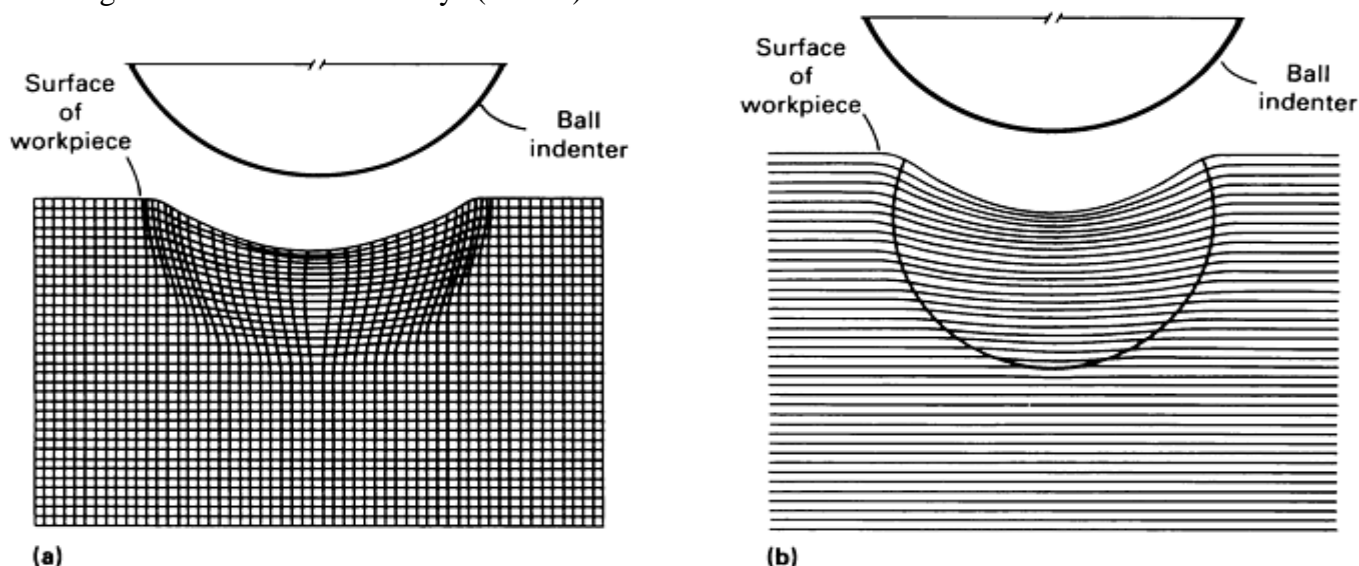 Surface
of
workpiece
Ball
indenter
(a)
Surface
of
workpiece
Ball
indenter
(b)